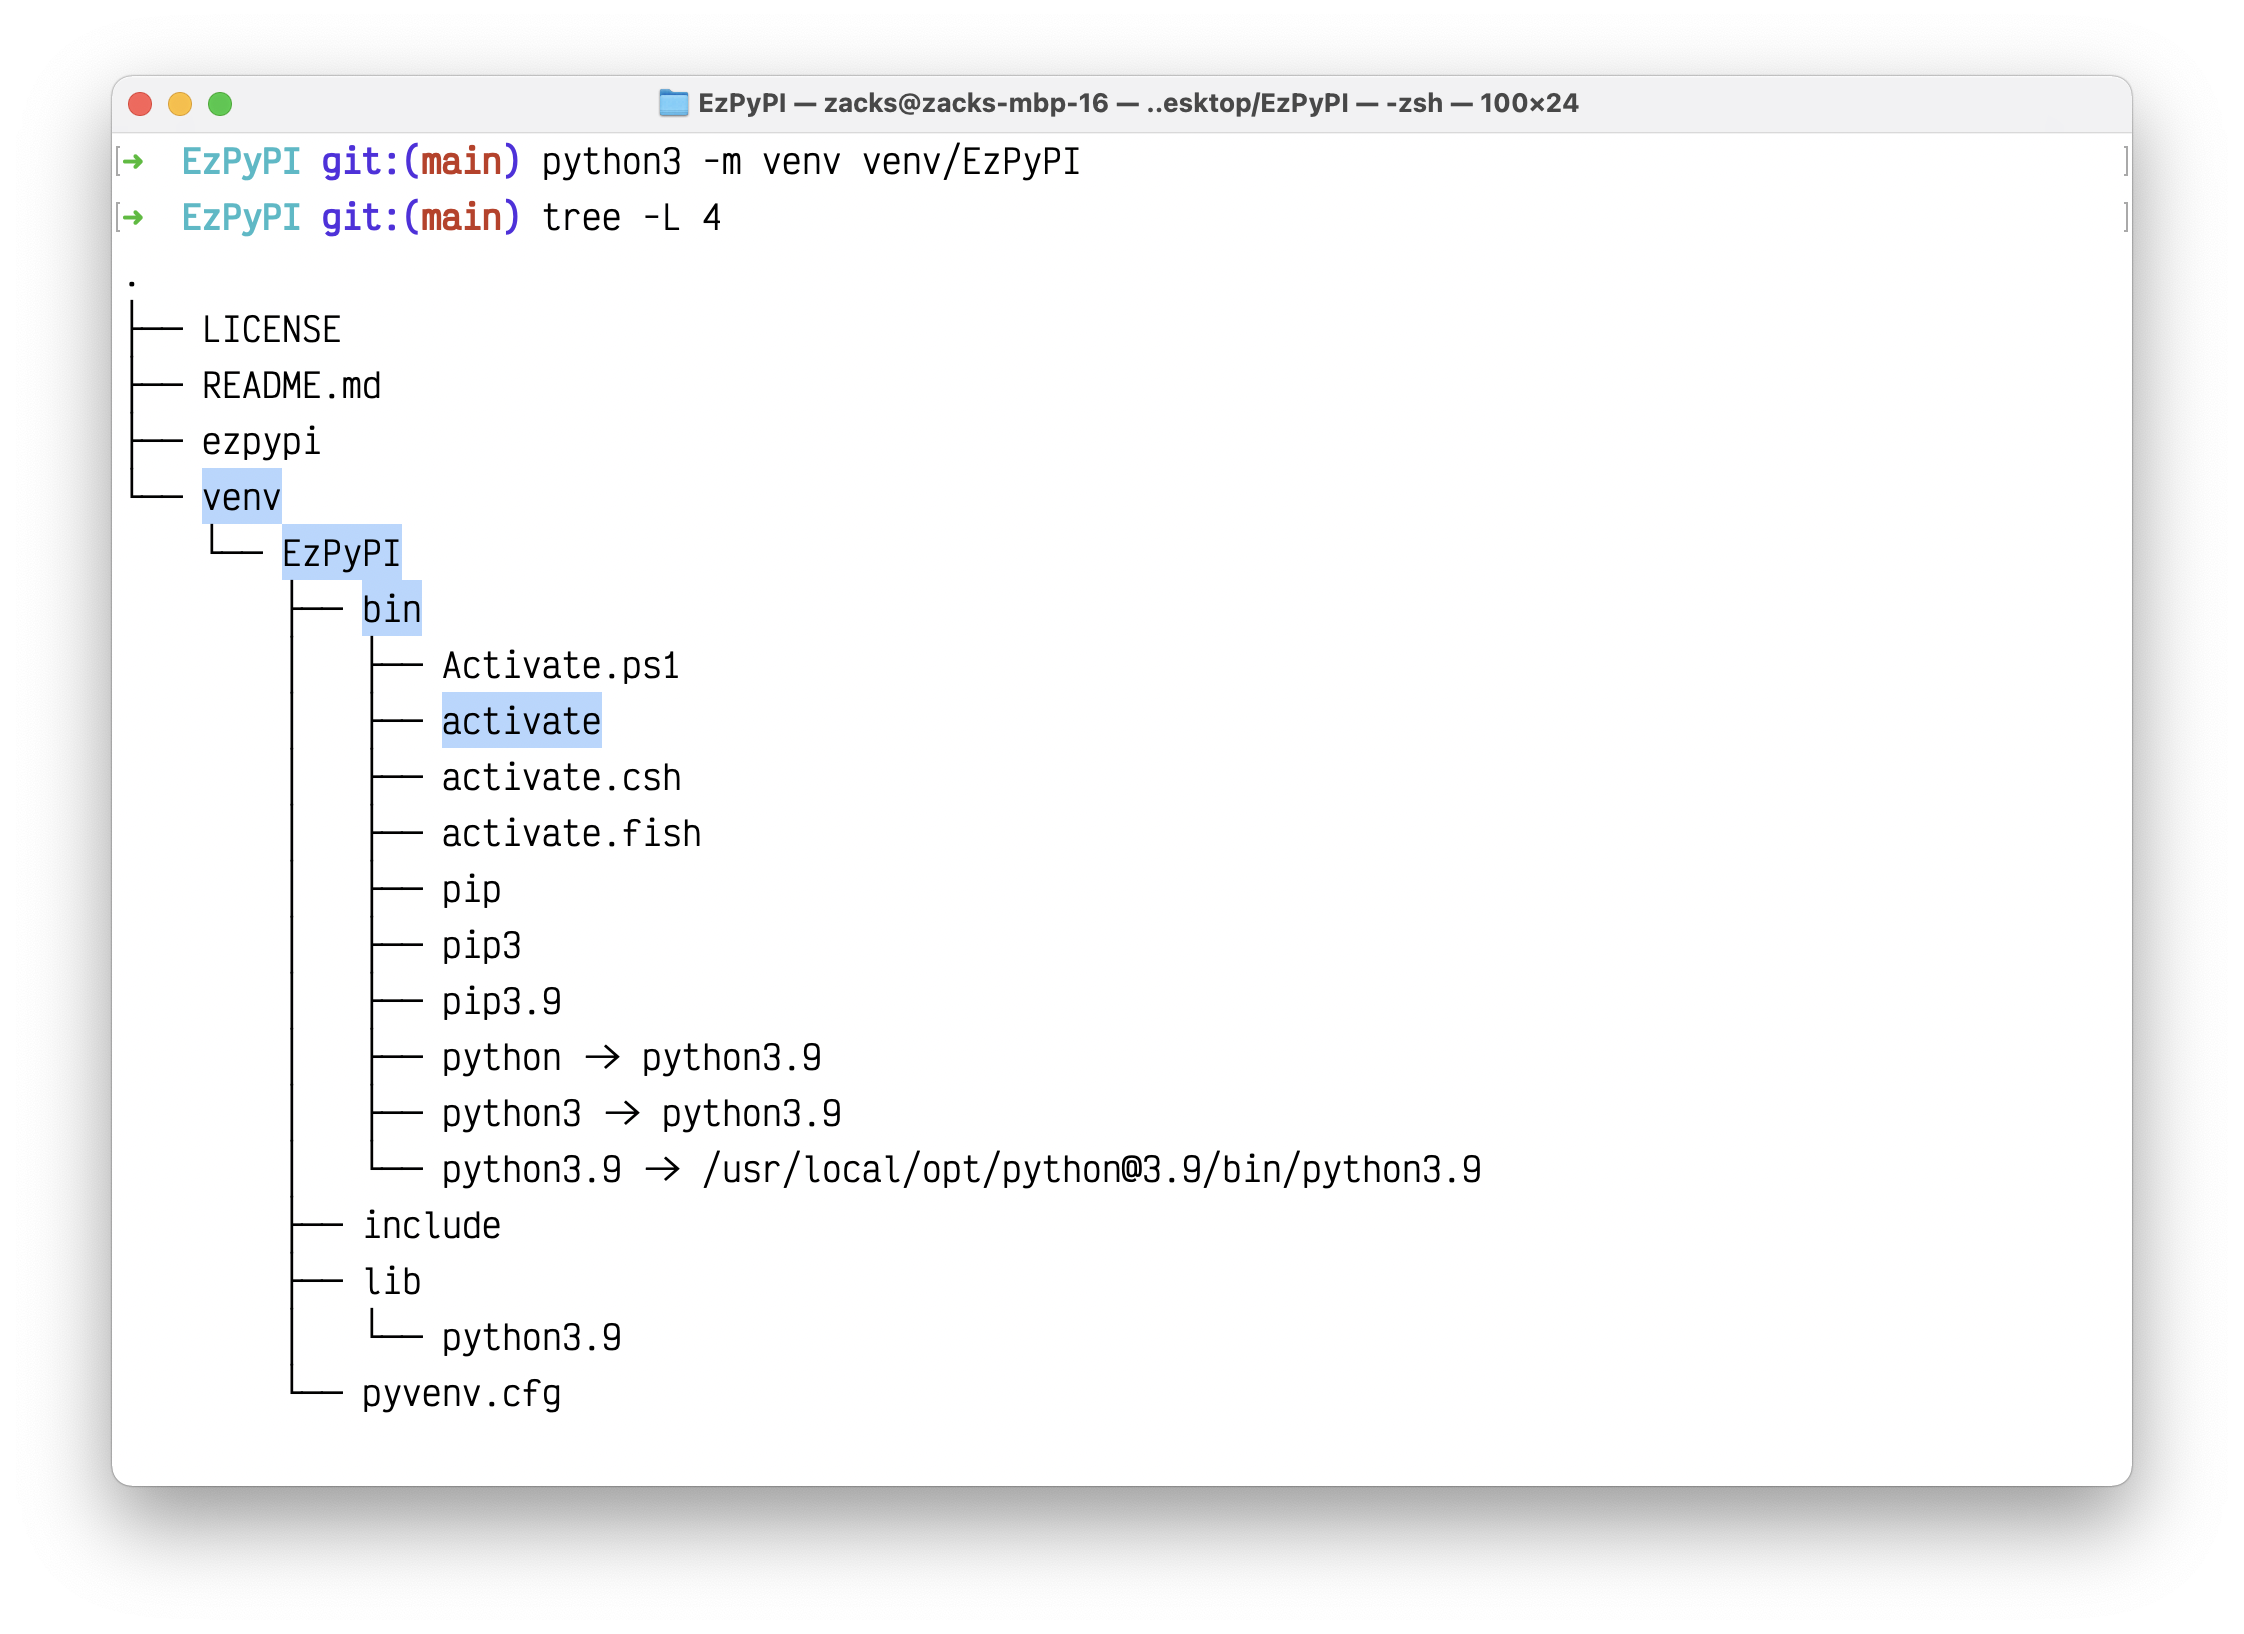 EzPyPI — zacks@zacks-mbp-16 — ..esktop/EzPyPI — -zsh — 100×24
[➜  EzPyPI git:(main) python3 -m venv venv/EzPyPI ]
[➜  EzPyPI git:(main) tree -L 4 ]
.
├── LICENSE
├── README.md
├── ezpypi
└── venv
    └── EzPyPI
        ├── bin
        │   ├── Activate.ps1
        │   ├── activate
        │   ├── activate.csh
        │   ├── activate.fish
        │   ├── pip
        │   ├── pip3
        │   ├── pip3.9
        │   ├── python -> python3.9
        │   ├── python3 -> python3.9
        │   └── python3.9 -> /usr/local/opt/python@3.9/bin/python3.9
        ├── include
        ├── lib
        │   └── python3.9
        └── pyvenv.cfg